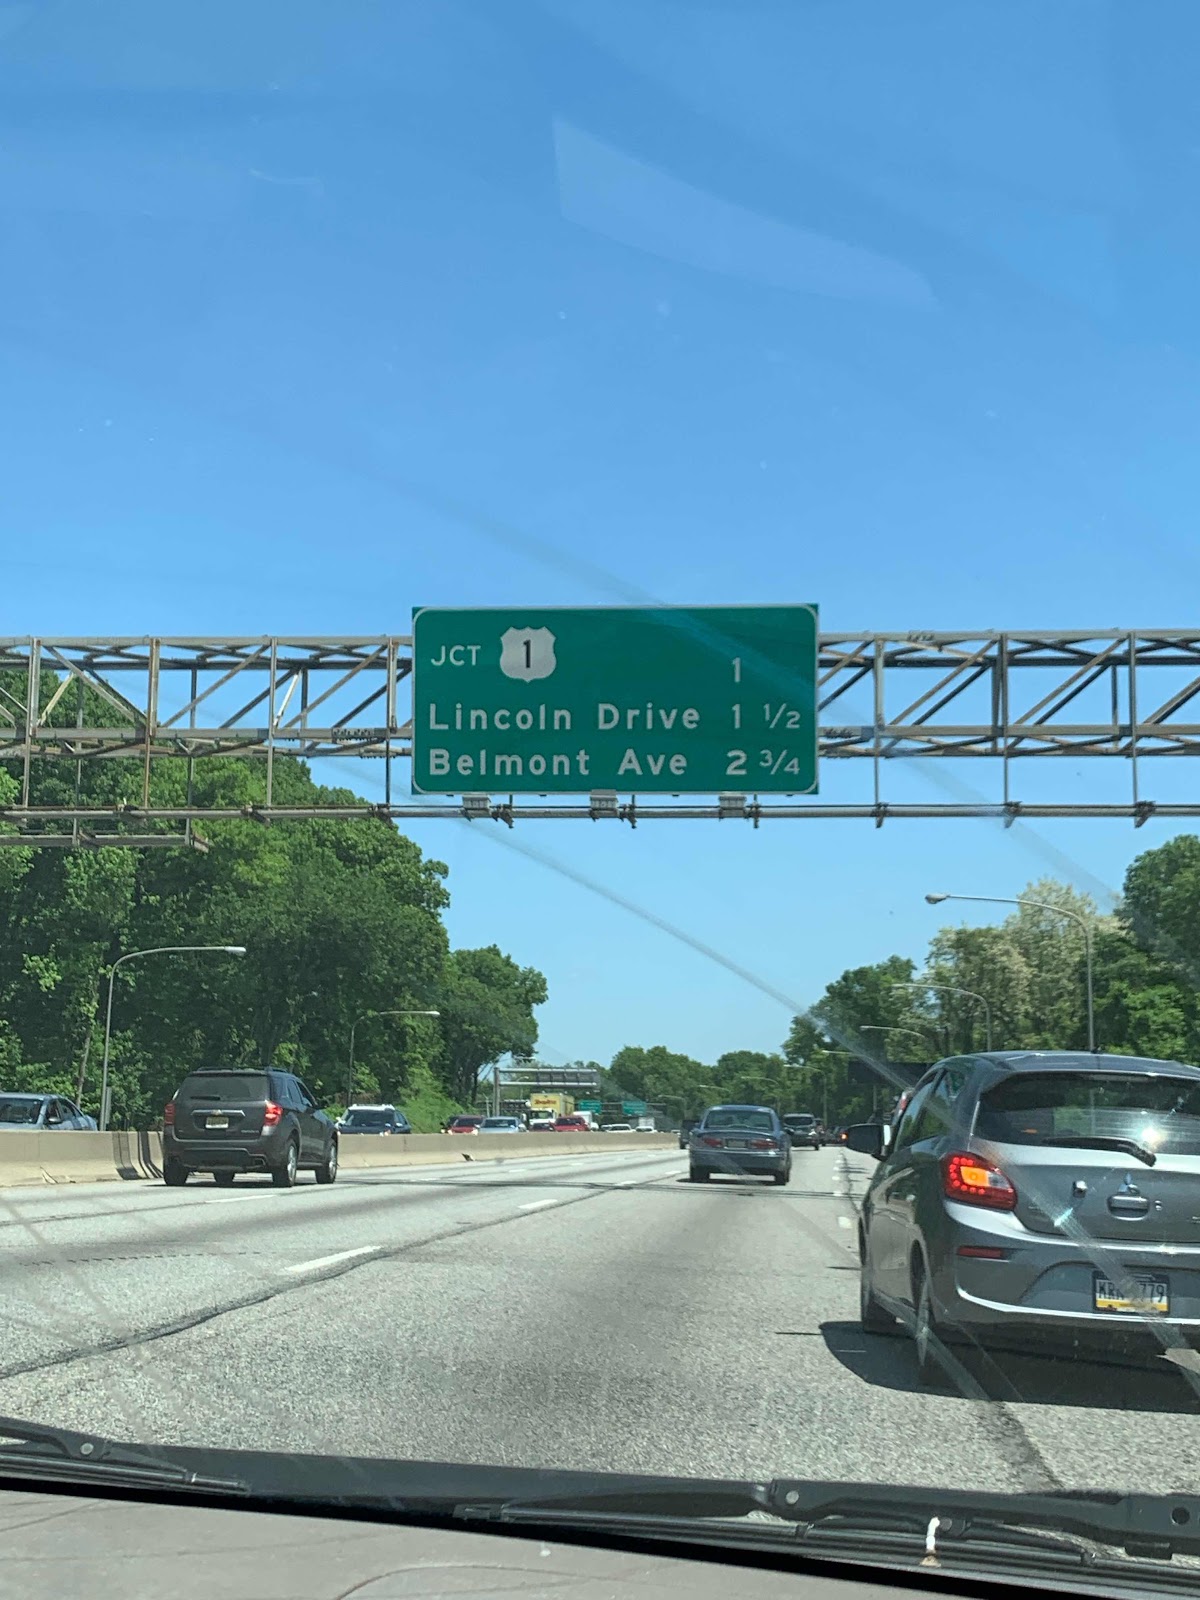 JCT 1 1
Lincoln Drive 1 1/2
Belmont Ave 2 3/4